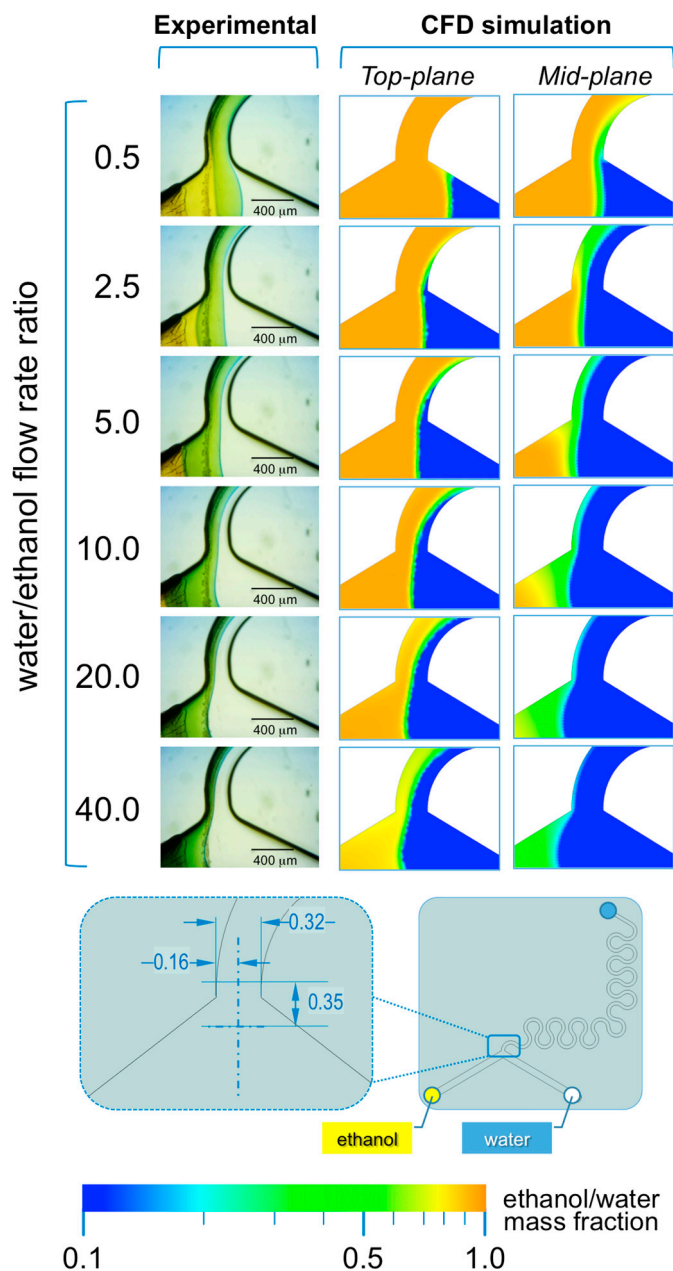 Experimental
CFD simulation
Top-plane
Mid-plane
water/ethanol flow rate ratio
0.5
400 µm
2.5
400 µm
5.0
400 µm
10.0
400 µm
20.0
400 µm
40.0
400 µm
0.32
0.16
0.35
ethanol
water
ethanol/water
mass fraction
0.1
0.5
1.0